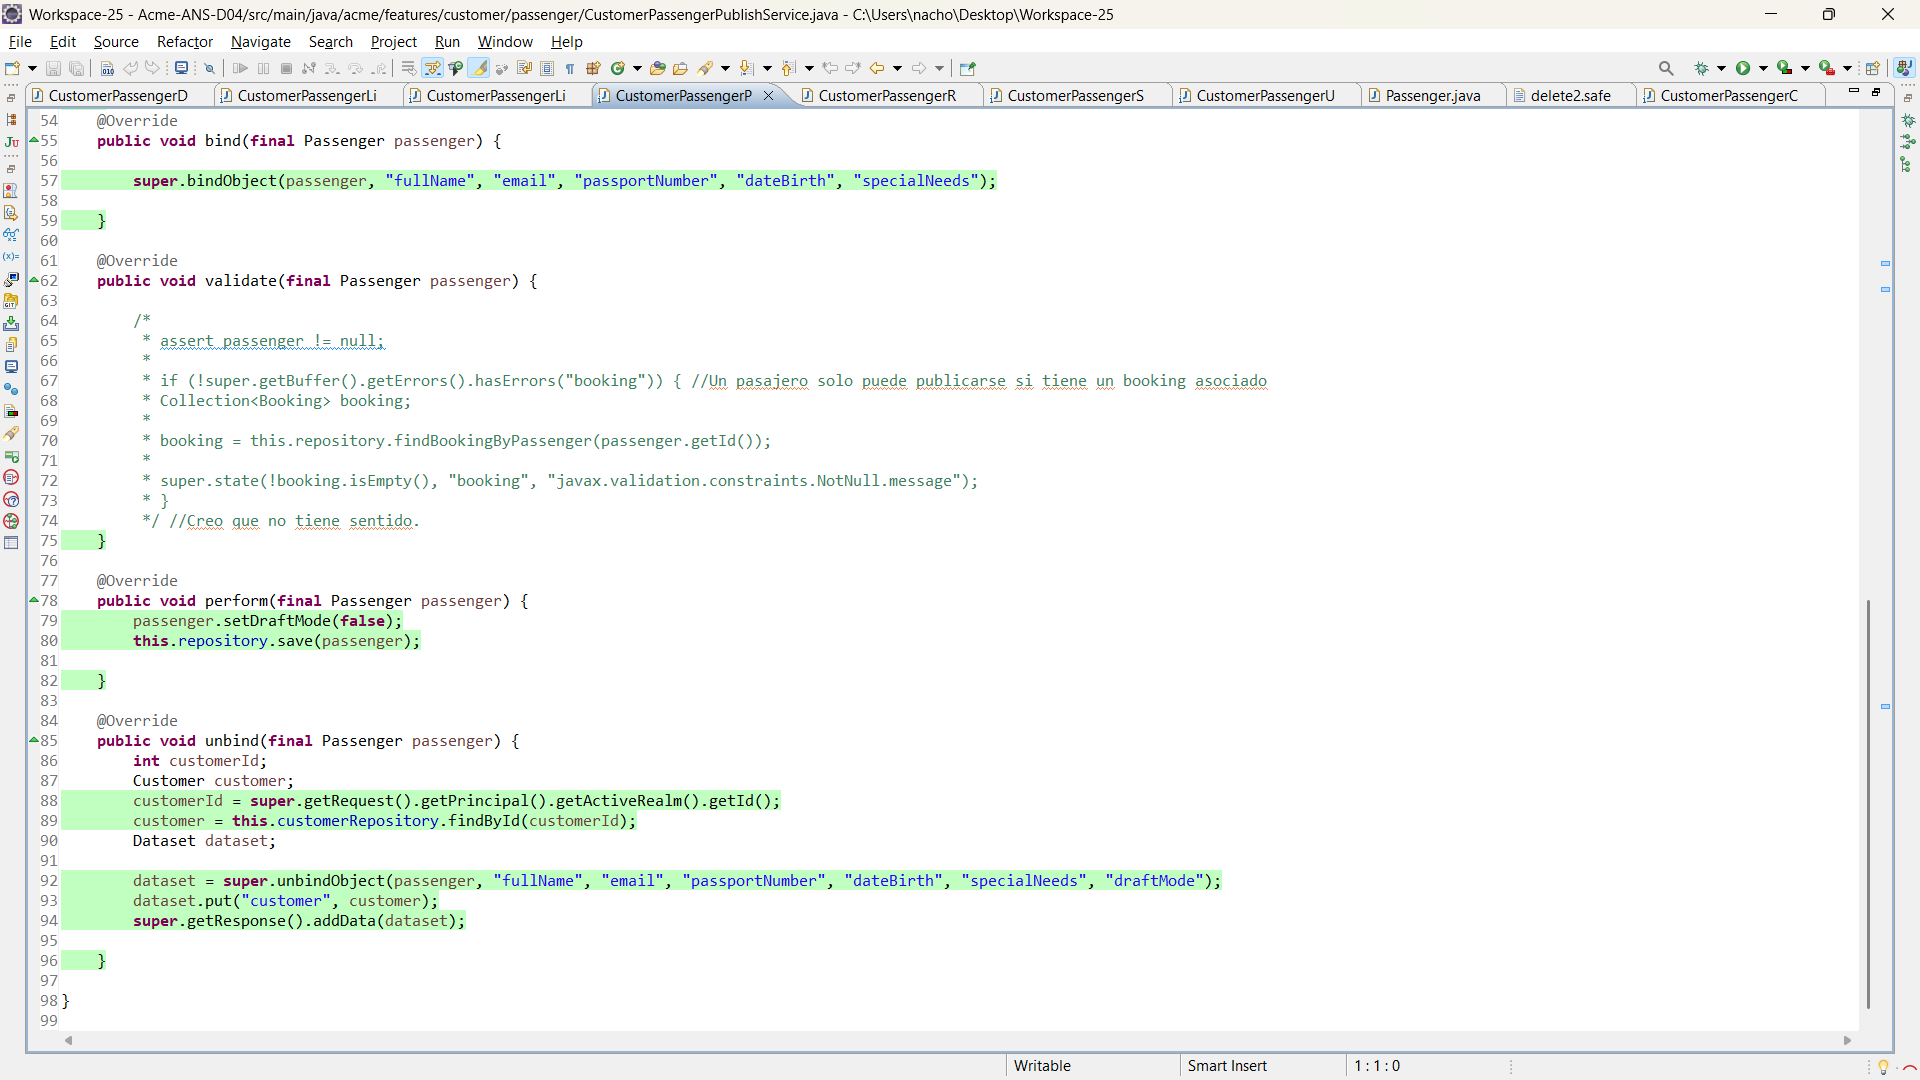 Workspace-25 - Acme-ANS-D04/src/main/java/acme/features/customer/passenger/CustomerPassengerPublishService.java - C:\Users\nacho\Desktop\Workspace-25
File Edit Source Refactor Navigate Search Project Run Window Help
CustomerPassengerD CustomerPassengerLi CustomerPassengerLi CustomerPassengerP CustomerPassengerR CustomerPassengerS CustomerPassengerU Passenger.java delete2.safe CustomerPassengerC
54 @Override
55 public void bind(final Passenger passenger) {
56
57 super.bindObject(passenger, "fullName", "email", "passportNumber", "dateBirth", "specialNeeds");
58
59 }
60
61 @Override
62 public void validate(final Passenger passenger) {
63
64 /*
65 * assert passenger != null;
66 *
67 * if (!super.getBuffer().getErrors().hasErrors("booking")) { //Un pasajero solo puede publicarse si tiene un booking asociado
68 * Collection<Booking> booking;
69 *
70 * booking = this.repository.findBookingByPassenger(passenger.getId());
71 *
72 * super.state(!booking.isEmpty(), "booking", "javax.validation.constraints.NotNull.message");
73 * }
74 */ //Creo que no tiene sentido.
75 }
76
77 @Override
78 public void perform(final Passenger passenger) {
79 passenger.setDraftMode(false);
80 this.repository.save(passenger);
81
82 }
83
84 @Override
85 public void unbind(final Passenger passenger) {
86 int customerId;
87 Customer customer;
88 customerId = super.getRequest().getPrincipal().getActiveRealm().getId();
89 customer = this.customerRepository.findById(customerId);
90 Dataset dataset;
91
92 dataset = super.unbindObject(passenger, "fullName", "email", "passportNumber", "dateBirth", "specialNeeds", "draftMode");
93 dataset.put("customer", customer);
94 super.getResponse().addData(dataset);
95
96 }
97
98 }
99
Writable Smart Insert 1 : 1 : 0